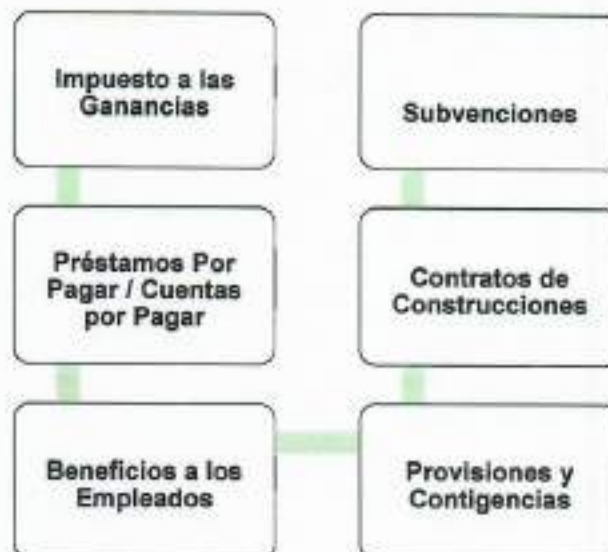 Impuesto a las
Ganancias
Préstamos Por
Pagar / Cuentas
por Pagar
Beneficios a los
Empleados
Provisiones y
Contigencias
Contratos de
Construcciones
Subvenciones